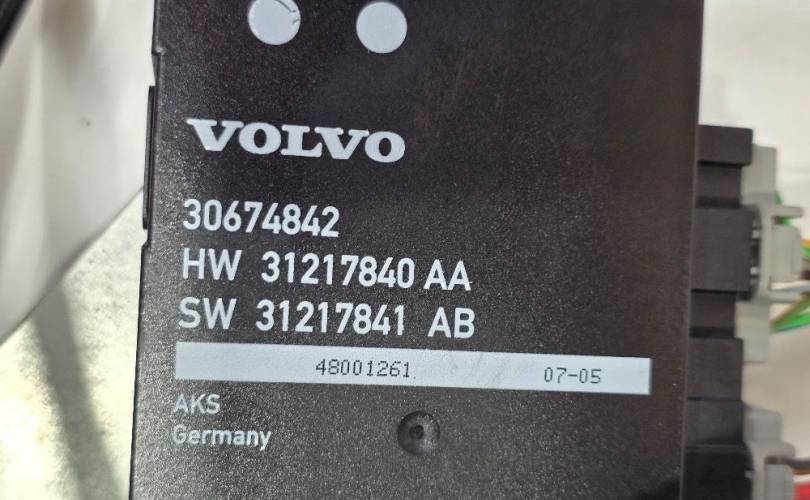 VOLVO
30674842
HW 31217840 AA
SW 31217841 AB
48001261 07-05
AKS
Germany